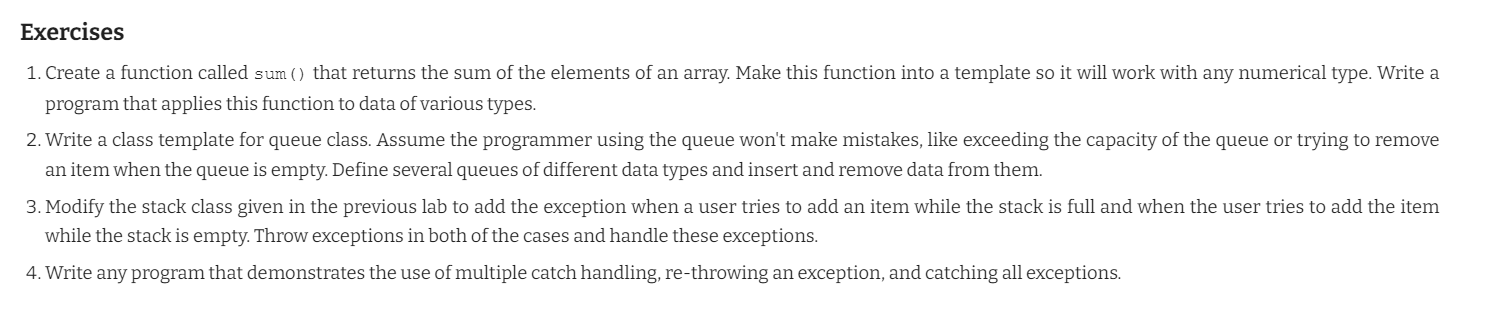 Exercises
1. Create a function called sum() that returns the sum of the elements of an array. Make this function into a template so it will work with any numerical type. Write a
program that applies this function to data of various types.
2. Write a class template for queue class. Assume the programmer using the queue won't make mistakes, like exceeding the capacity of the queue or trying to remove
an item when the queue is empty. Define several queues of different data types and insert and remove data from them.
3. Modify the stack class given in the previous lab to add the exception when a user tries to add an item while the stack is full and when the user tries to add the item
while the stack is empty. Throw exceptions in both of the cases and handle these exceptions.
4. Write any program that demonstrates the use of multiple catch handling, re-throwing an exception, and catching all exceptions.